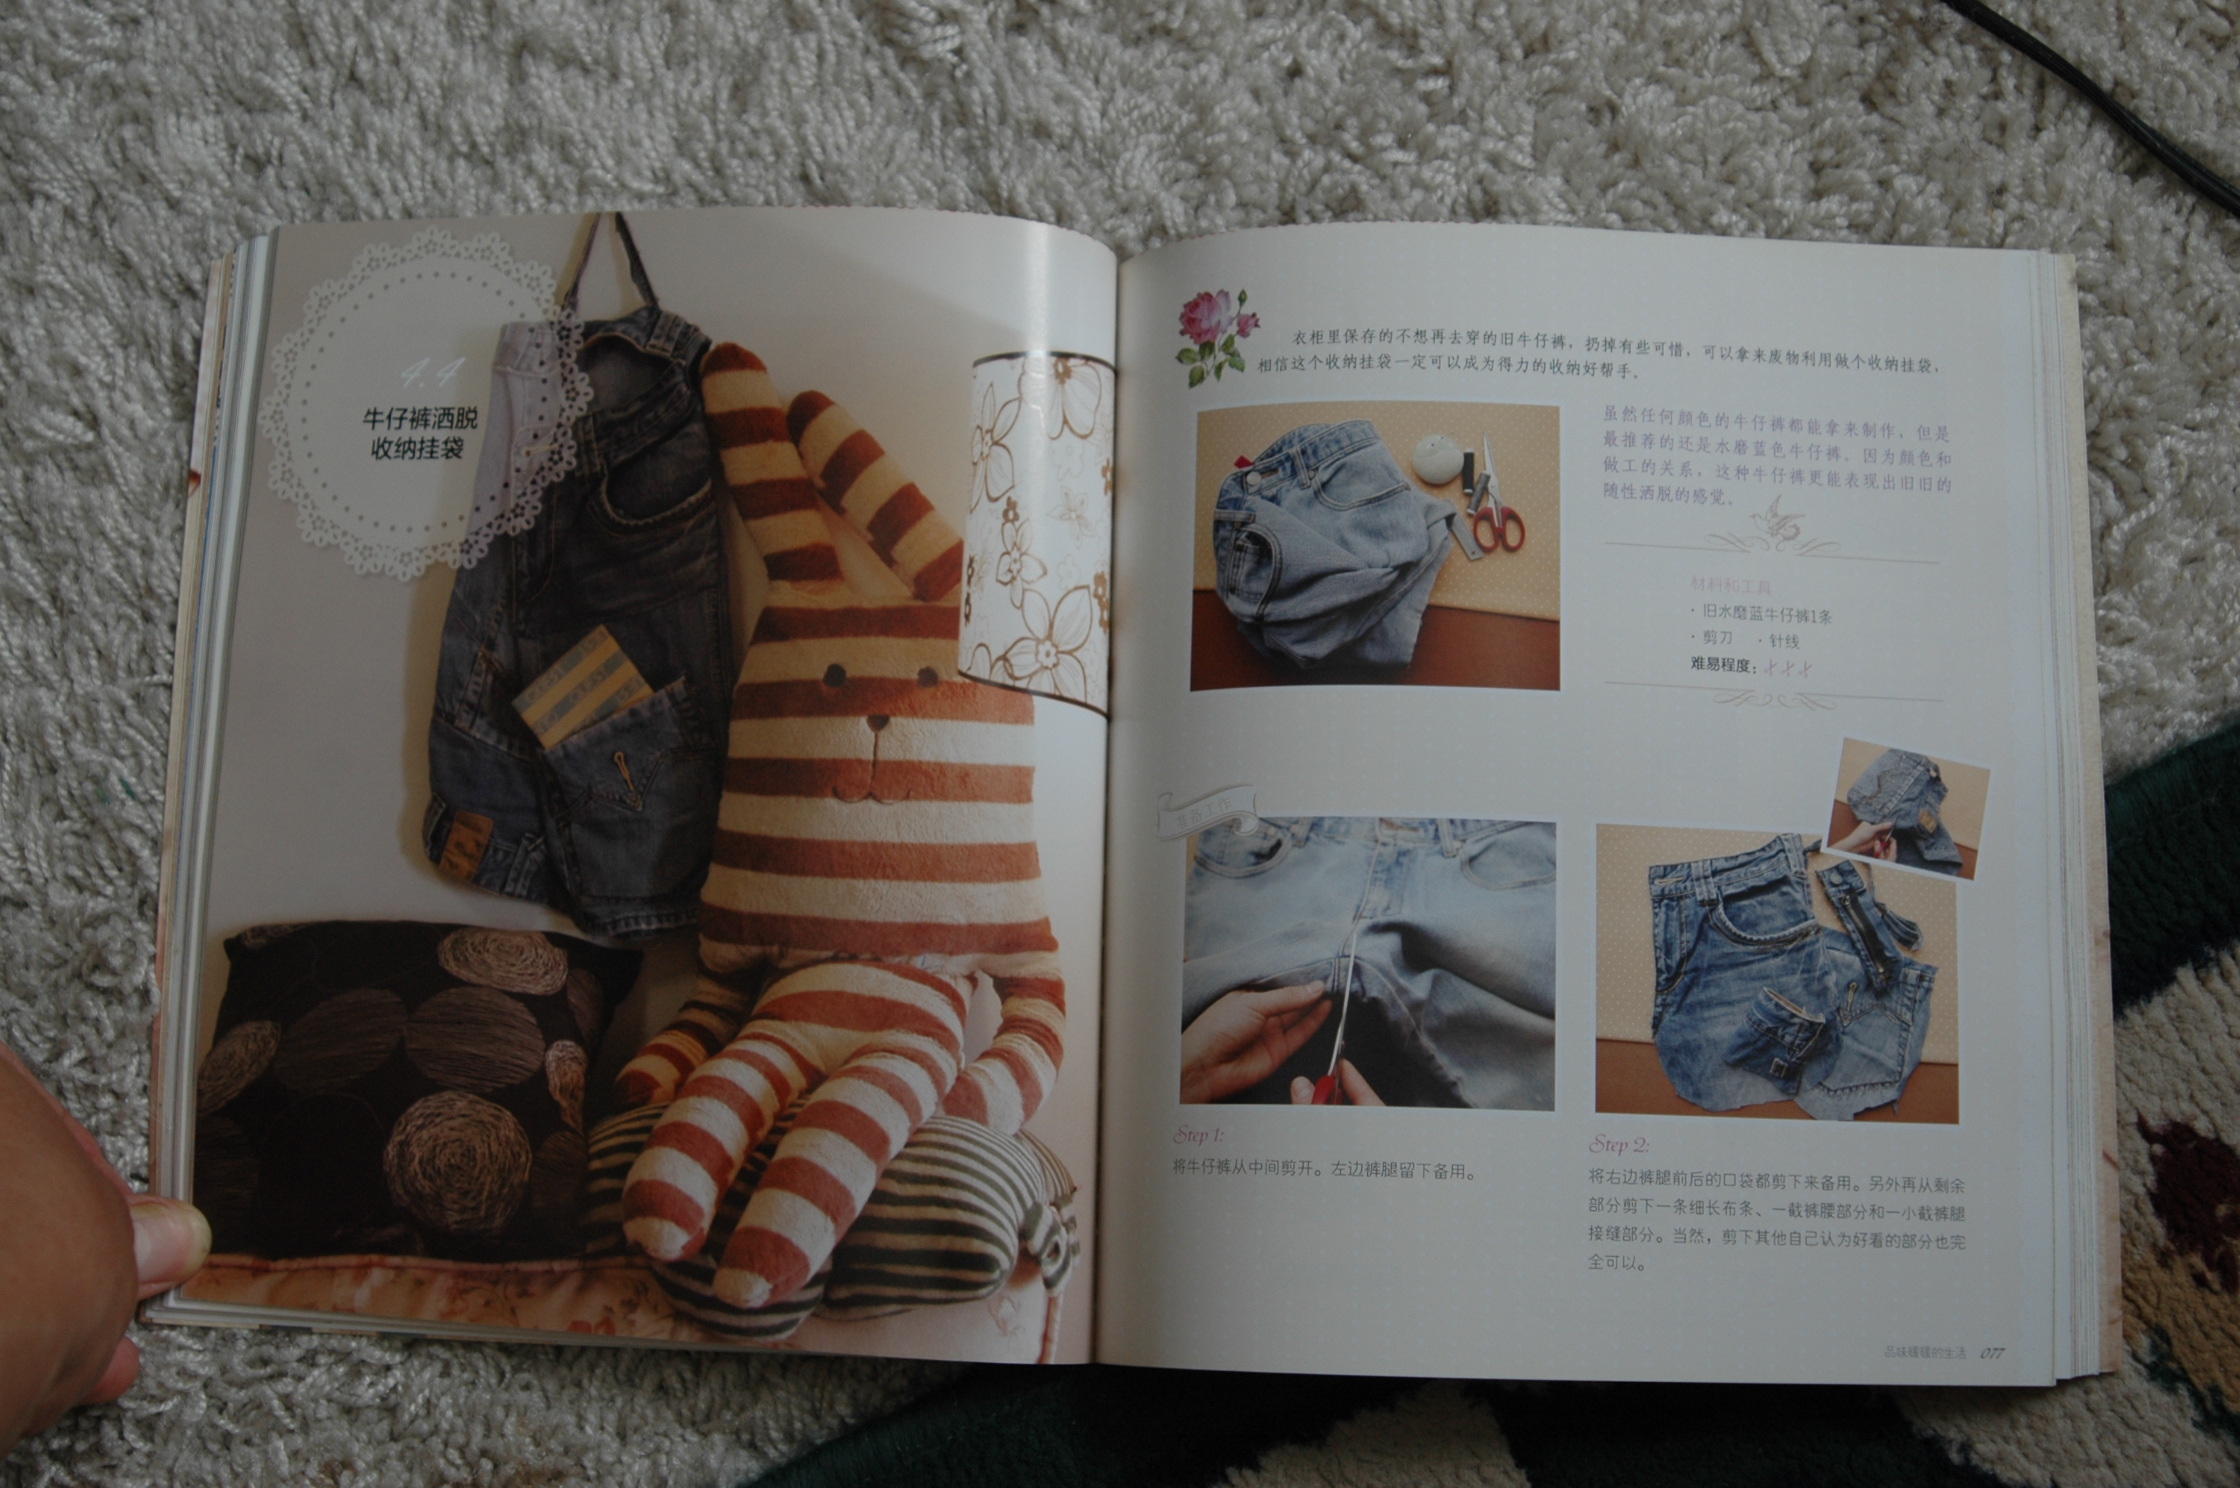 4.4
牛仔裤洒脱
收纳挂袋
衣柜里保存的不想再去穿的旧牛仔裤，扔掉有些可惜，可以拿来废物利用做个收纳挂袋，
相信这个收纳挂袋一定可以成为得力的收纳好帮手。
虽然任何颜色的牛仔裤都能拿来制作，但是
最推荐的还是水磨蓝色牛仔裤。因为颜色和
做工的关系，这种牛仔裤更能表现出旧旧的
随性洒脱的感觉。
材料和工具
· 旧水磨蓝牛仔裤1条
· 剪刀 · 针线
难易程度：
准备工作
Step 1:
将牛仔裤从中间剪开。左边裤腿留下备用。
Step 2:
将右边裤腿前后的口袋都剪下来备用。另外再从剩余
部分剪下一条细长布条、一截裤腰部分和一小截裤腿
接缝部分。当然，剪下其他自己认为好看的部分也完
全可以。
品味暖暖的生活 077